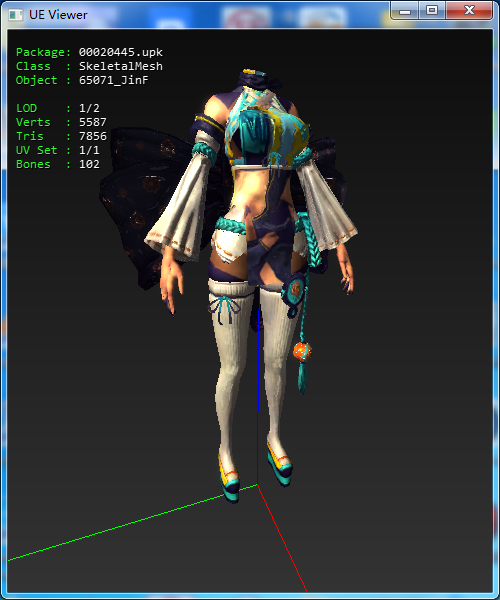 UE Viewer
Package: 00020445.upk
Class : SkeletalMesh
Object : 65071_JinF
LOD : 1/2
Verts : 5587
Tris : 7856
UV Set : 1/1
Bones : 102